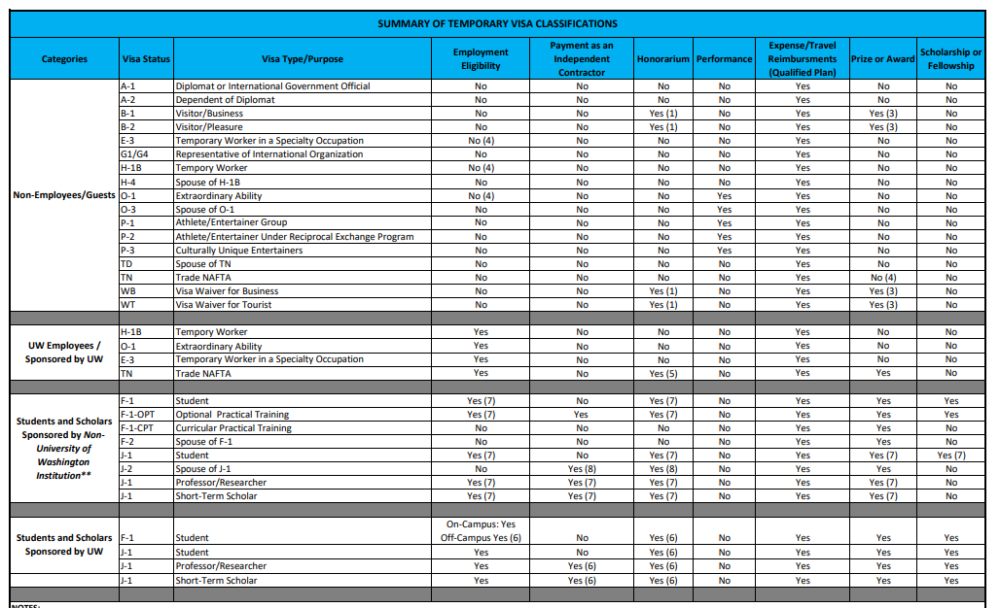 SUMMARY OF TEMPORARY VISA CLASSIFICATIONS
Categories Visa Status Visa Type/Purpose Employment Eligibility Payment as an Independent Contractor Honorarium Performance Expense/Travel Reimbursments (Qualified Plan) Prize or Award Scholarship or Fellowship
Non-Employees/Guests
A-1 Diplomat or International Government Official No No No No Yes No No
A-2 Dependent of Diplomat No No No No Yes No No
B-1 Visitor/Business No No Yes (1) No Yes Yes (3) No
B-2 Visitor/Pleasure No No Yes (1) No Yes Yes (3) No
E-3 Temporary Worker in a Specialty Occupation No (4) No No No Yes No No
G1/G4 Representative of International Organization No No No No Yes No No
H-1B Tempory Worker No (4) No No No Yes No No
H-4 Spouse of H-1B No No No No Yes No No
O-1 Extraordinary Ability No (4) No No Yes Yes No No
O-3 Spouse of O-1 No No No Yes Yes No No
P-1 Athlete/Entertainer Group No No No Yes Yes No No
P-2 Athlete/Entertainer Under Reciprocal Exchange Program No No No Yes Yes No No
P-3 Culturally Unique Entertainers No No No Yes Yes No No
TD Spouse of TN No No No No Yes No No
TN Trade NAFTA No No No No Yes No (4) No
WB Visa Waiver for Business No No Yes (1) No Yes Yes (3) No
WT Visa Waiver for Tourist No No Yes (1) No Yes Yes (3) No
UW Employees /
Sponsored by UW
H-1B Tempory Worker Yes No No No Yes No No
O-1 Extraordinary Ability Yes No No No Yes No No
E-3 Temporary Worker in a Specialty Occupation Yes No No No Yes No No
TN Trade NAFTA Yes No Yes (5) No Yes Yes No
Students and Scholars
Sponsored by Non-
University of
Washington
Institution**
F-1 Student Yes (7) No Yes (7) No Yes Yes Yes
F-1-OPT Optional Practical Training Yes (7) Yes Yes (7) No Yes Yes Yes
F-1-CPT Curricular Practical Training No No No No Yes Yes No
F-2 Spouse of F-1 No No No No Yes Yes No
J-1 Student Yes (7) No Yes (7) No Yes Yes (7) Yes (7)
J-2 Spouse of J-1 No Yes (8) Yes (8) No Yes Yes No
J-1 Professor/Researcher Yes (7) Yes (7) Yes (7) No Yes Yes (7) No
J-1 Short-Term Scholar Yes (7) Yes (7) Yes (7) No Yes Yes (7) No
Students and Scholars
Sponsored by UW
On-Campus: Yes
F-1 Student Off-Campus Yes (6) No Yes (6) No Yes Yes Yes
J-1 Student Yes No Yes (6) No Yes Yes Yes
J-1 Professor/Researcher Yes Yes (6) Yes (6) No Yes Yes Yes
J-1 Short-Term Scholar Yes Yes (6) Yes (6) No Yes Yes Yes
NOTES: